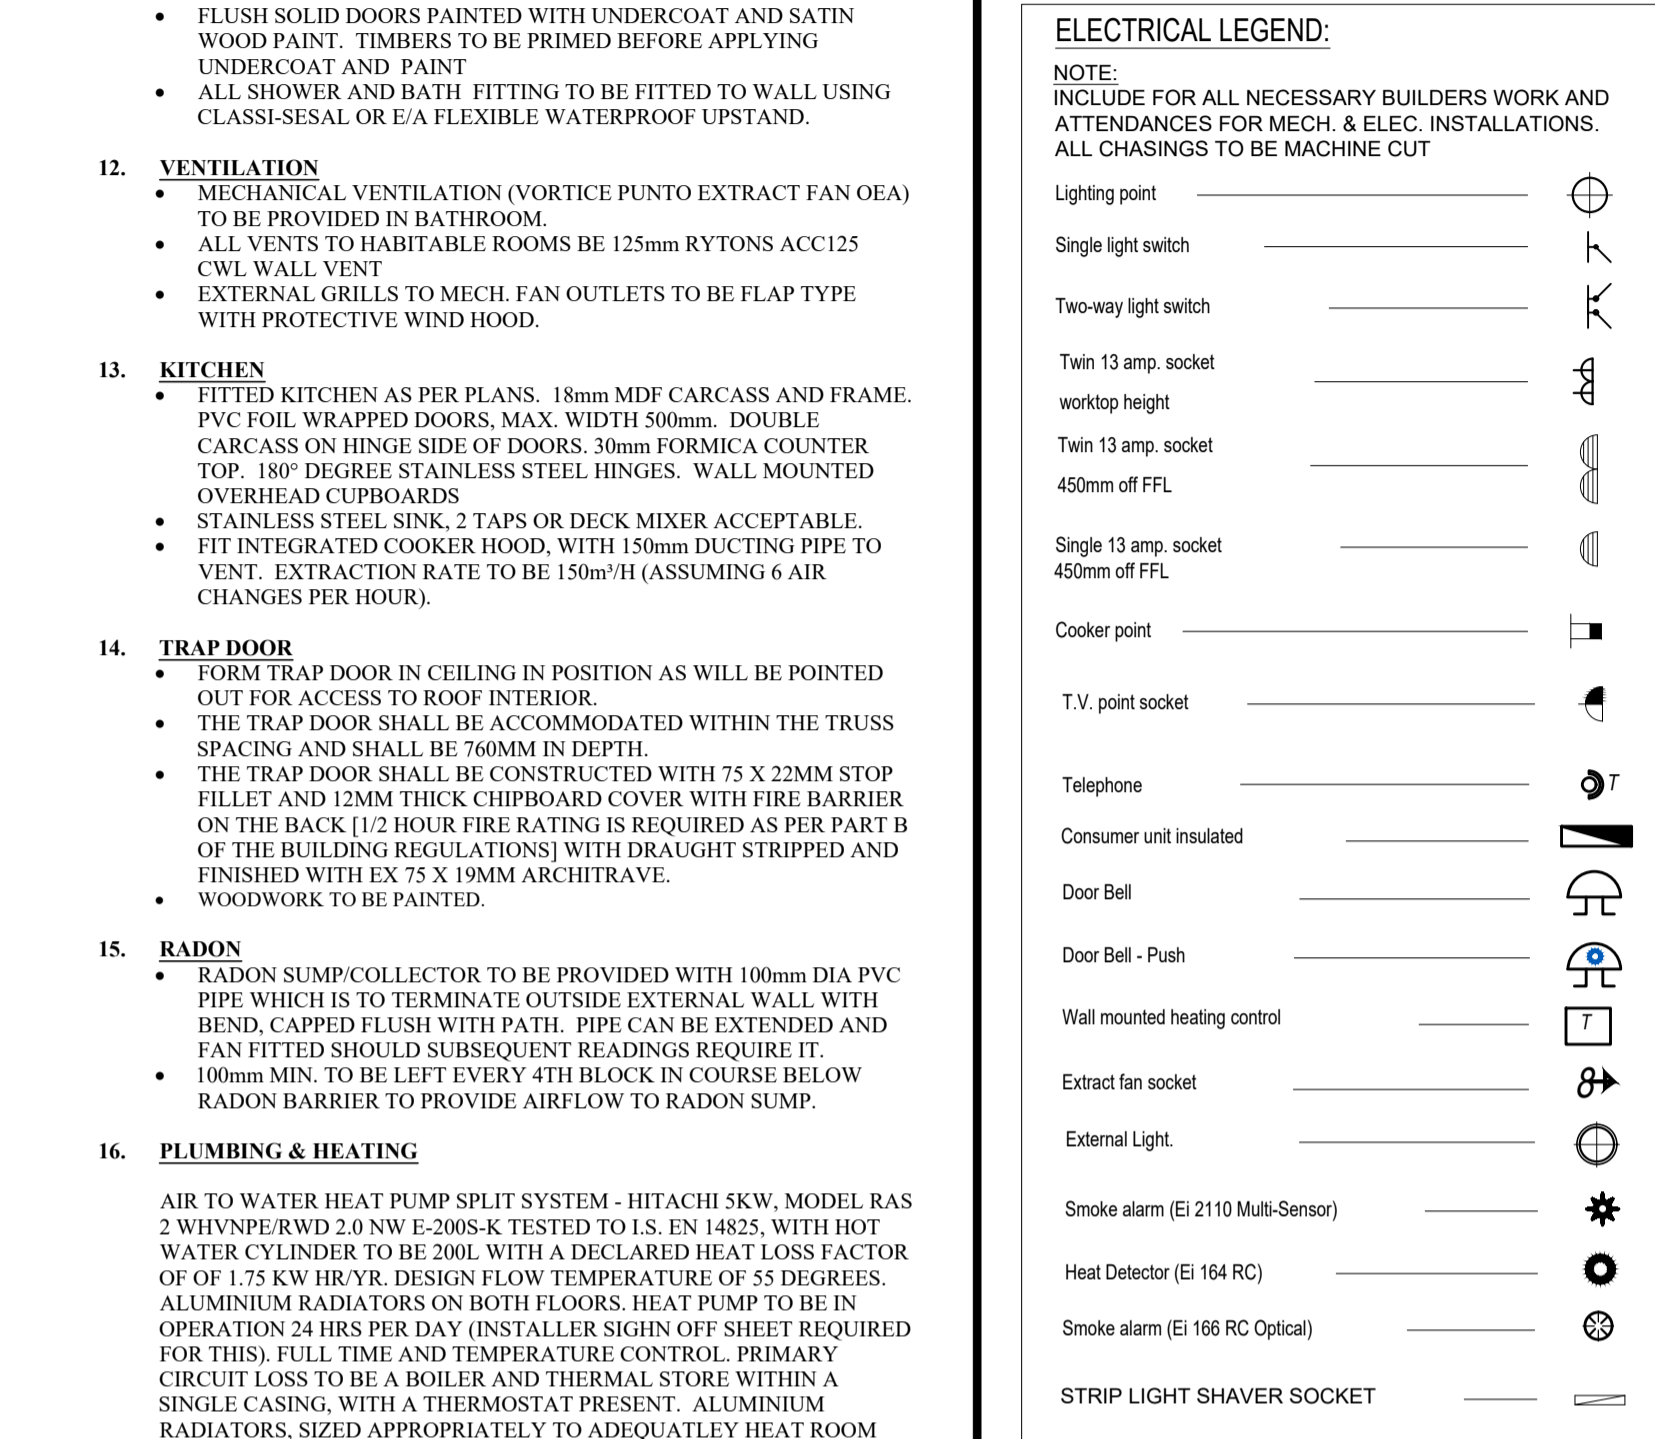 • FLUSH SOLID DOORS PAINTED WITH UNDERCOAT AND SATIN
WOOD PAINT. TIMBERS TO BE PRIMED BEFORE APPLYING
UNDERCOAT AND PAINT
• ALL SHOWER AND BATH FITTING TO BE FITTED TO WALL USING
CLASSI-SESAL OR E/A FLEXIBLE WATERPROOF UPSTAND.
12. VENTILATION
• MECHANICAL VENTILATION (VORTICE PUNTO EXTRACT FAN OEA)
TO BE PROVIDED IN BATHROOM.
• ALL VENTS TO HABITABLE ROOMS BE 125mm RYTONS ACC125
CWL WALL VENT
• EXTERNAL GRILLS TO MECH. FAN OUTLETS TO BE FLAP TYPE
WITH PROTECTIVE WIND HOOD.
13. KITCHEN
• FITTED KITCHEN AS PER PLANS. 18mm MDF CARCASS AND FRAME.
PVC FOIL WRAPPED DOORS, MAX. WIDTH 500mm. DOUBLE
CARCASS ON HINGE SIDE OF DOORS. 30mm FORMICA COUNTER
TOP. 180° DEGREE STAINLESS STEEL HINGES. WALL MOUNTED
OVERHEAD CUPBOARDS
• STAINLESS STEEL SINK, 2 TAPS OR DECK MIXER ACCEPTABLE.
• FIT INTEGRATED COOKER HOOD, WITH 150mm DUCTING PIPE TO
VENT. EXTRACTION RATE TO BE 150m³/H (ASSUMING 6 AIR
CHANGES PER HOUR).
14. TRAP DOOR
• FORM TRAP DOOR IN CEILING IN POSITION AS WILL BE POINTED
OUT FOR ACCESS TO ROOF INTERIOR.
• THE TRAP DOOR SHALL BE ACCOMMODATED WITHIN THE TRUSS
SPACING AND SHALL BE 760MM IN DEPTH.
• THE TRAP DOOR SHALL BE CONSTRUCTED WITH 75 X 22MM STOP
FILLET AND 12MM THICK CHIPBOARD COVER WITH FIRE BARRIER
ON THE BACK [1/2 HOUR FIRE RATING IS REQUIRED AS PER PART B
OF THE BUILDING REGULATIONS] WITH DRAUGHT STRIPPED AND
FINISHED WITH EX 75 X 19MM ARCHITRAVE.
• WOODWORK TO BE PAINTED.
15. RADON
• RADON SUMP/COLLECTOR TO BE PROVIDED WITH 100mm DIA PVC
PIPE WHICH IS TO TERMINATE OUTSIDE EXTERNAL WALL WITH
BEND, CAPPED FLUSH WITH PATH. PIPE CAN BE EXTENDED AND
FAN FITTED SHOULD SUBSEQUENT READINGS REQUIRE IT.
• 100mm MIN. TO BE LEFT EVERY 4TH BLOCK IN COURSE BELOW
RADON BARRIER TO PROVIDE AIRFLOW TO RADON SUMP.
16. PLUMBING & HEATING
AIR TO WATER HEAT PUMP SPLIT SYSTEM - HITACHI 5KW, MODEL RAS
2 WHVNPE/RWD 2.0 NW E-200S-K TESTED TO I.S. EN 14825, WITH HOT
WATER CYLINDER TO BE 200L WITH A DECLARED HEAT LOSS FACTOR
OF OF 1.75 KW HR/YR. DESIGN FLOW TEMPERATURE OF 55 DEGREES.
ALUMINIUM RADIATORS ON BOTH FLOORS. HEAT PUMP TO BE IN
OPERATION 24 HRS PER DAY (INSTALLER SIGHN OFF SHEET REQUIRED
FOR THIS). FULL TIME AND TEMPERATURE CONTROL. PRIMARY
CIRCUIT LOSS TO BE A BOILER AND THERMAL STORE WITHIN A
SINGLE CASING, WITH A THERMOSTAT PRESENT. ALUMINIUM
RADIATORS, SIZED APPROPRIATELY TO ADEQUATLEY HEAT ROOM
ELECTRICAL LEGEND:
NOTE:
INCLUDE FOR ALL NECESSARY BUILDERS WORK AND
ATTENDANCES FOR MECH. & ELEC. INSTALLATIONS.
ALL CHASINGS TO BE MACHINE CUT
Lighting point
Single light switch
Two-way light switch
Twin 13 amp. socket
worktop height
Twin 13 amp. socket
450mm off FFL
Single 13 amp. socket
450mm off FFL
Cooker point
T.V. point socket
Telephone T
Consumer unit insulated
Door Bell
Door Bell - Push
Wall mounted heating control T
Extract fan socket
External Light.
Smoke alarm (Ei 2110 Multi-Sensor)
Heat Detector (Ei 164 RC)
Smoke alarm (Ei 166 RC Optical)
STRIP LIGHT SHAVER SOCKET